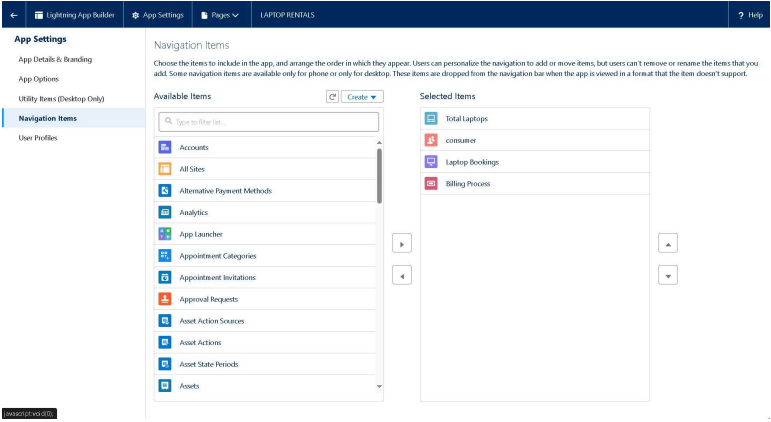 Lightning App Builder
App Settings
Pages
LAPTOP RENTALS
? Help
App Settings
App Details & Branding
App Options
Utility Items (Desktop Only)
Navigation Items
User Profiles
Navigation Items
Choose the items to include in the app, and arrange the order in which they appear. Users can personalize the navigation to add or move items, but users can't remove or rename the items that you
add. Some navigation items are available only for phone or only for desktop. These items are dropped from the navigation bar when the app is viewed in a format that the item doesn't support.
Available Items
Create
Type to filter list...
Accounts
All Sites
Alternative Payment Methods
Analytics
App Launcher
Appointment Categories
Appointment Invitations
Approval Requests
Asset Action Sources
Asset Actions
Asset State Periods
Assets
Selected Items
Total Laptops
consumer
Laptop Bookings
Billing Process
javascript:void(0);